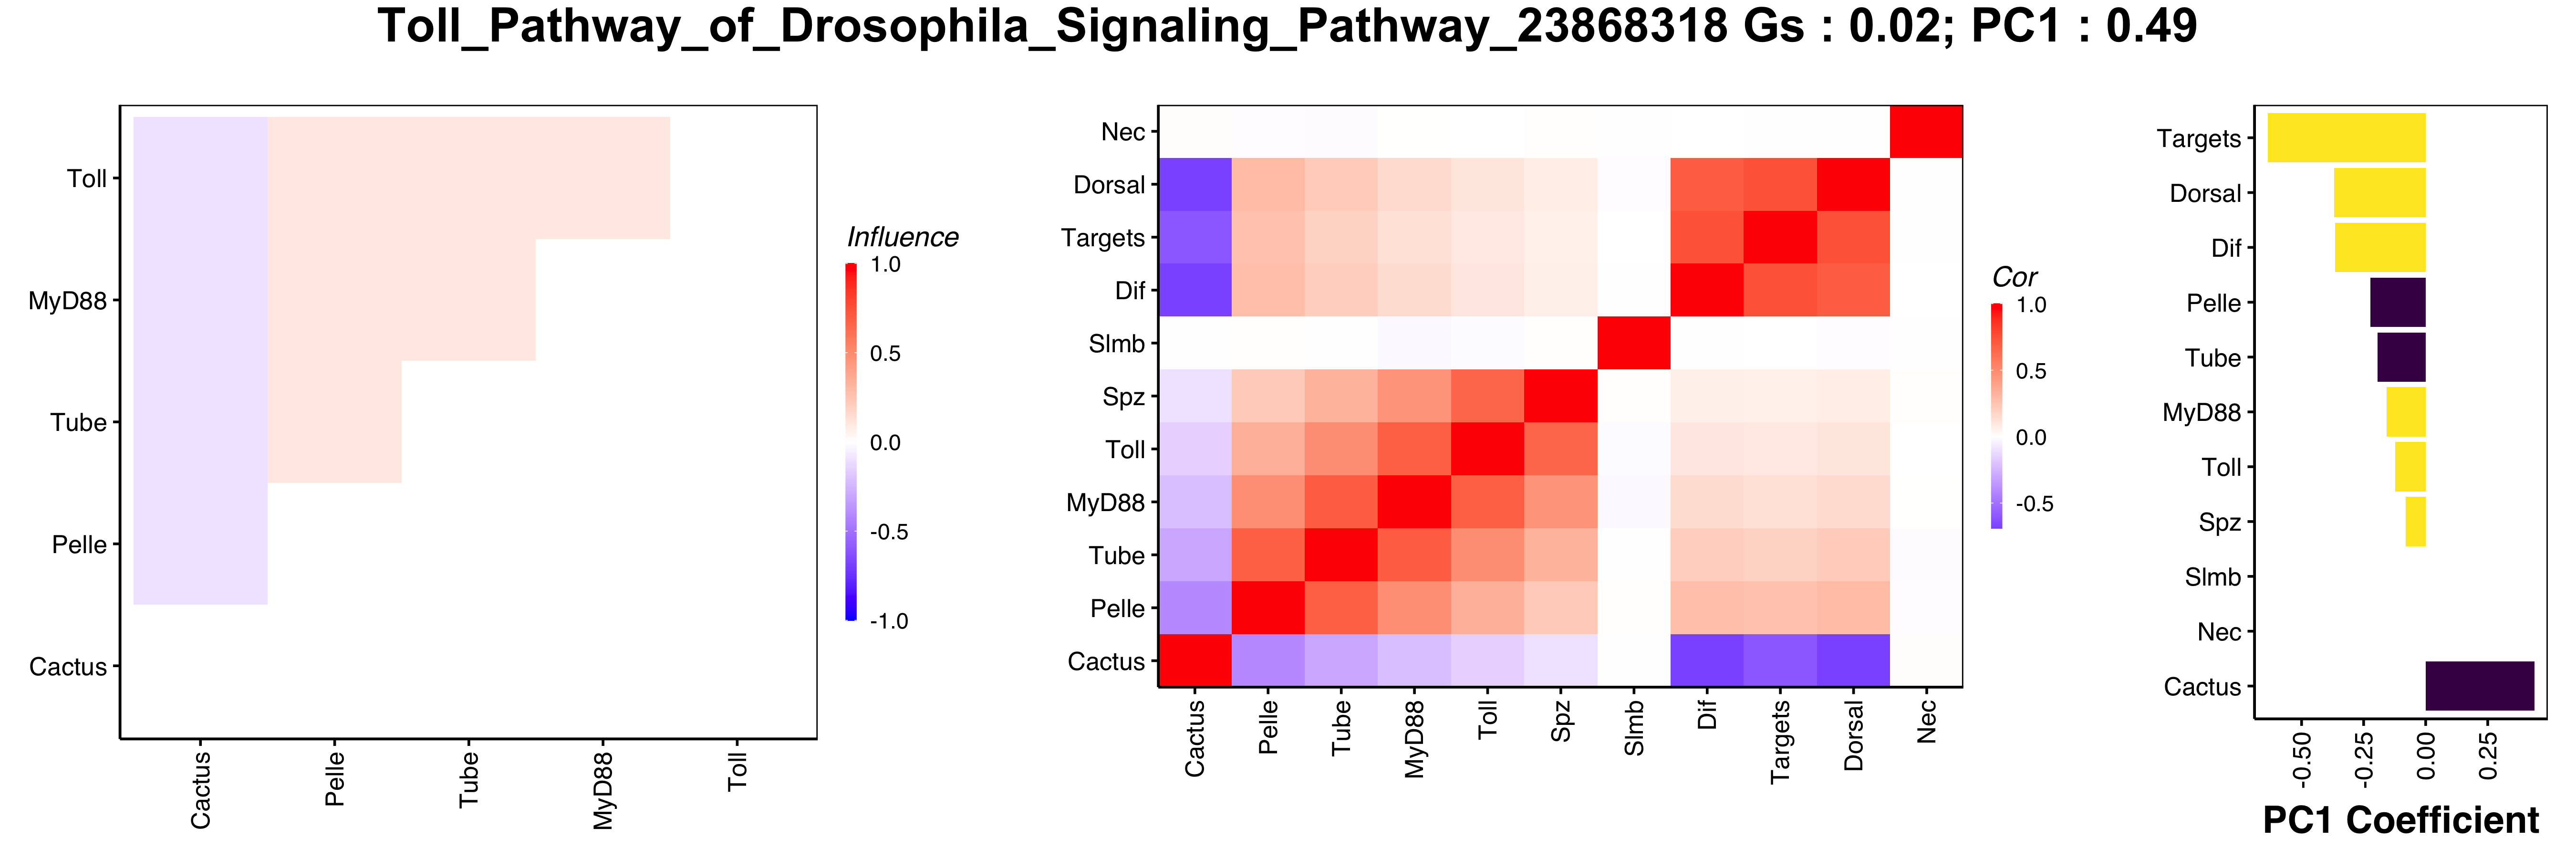 Toll_Pathway_of_Drosophila_Signaling_Pathway_23868318 Gs : 0.02; PC1 : 0.49
Toll
MyD88
Tube
Pelle
Cactus
Cactus
Pelle
Tube
MyD88
Toll
Influence
1.0
0.5
0.0
-0.5
-1.0
Nec
Dorsal
Targets
Dif
Slmb
Spz
Toll
MyD88
Tube
Pelle
Cactus
Cactus
Pelle
Tube
MyD88
Toll
Spz
Slmb
Dif
Targets
Dorsal
Nec
Cor
1.0
0.5
0.0
-0.5
Targets
Dorsal
Dif
Pelle
Tube
MyD88
Toll
Spz
Slmb
Nec
Cactus
-0.50
-0.25
0.00
0.25
PC1 Coefficient